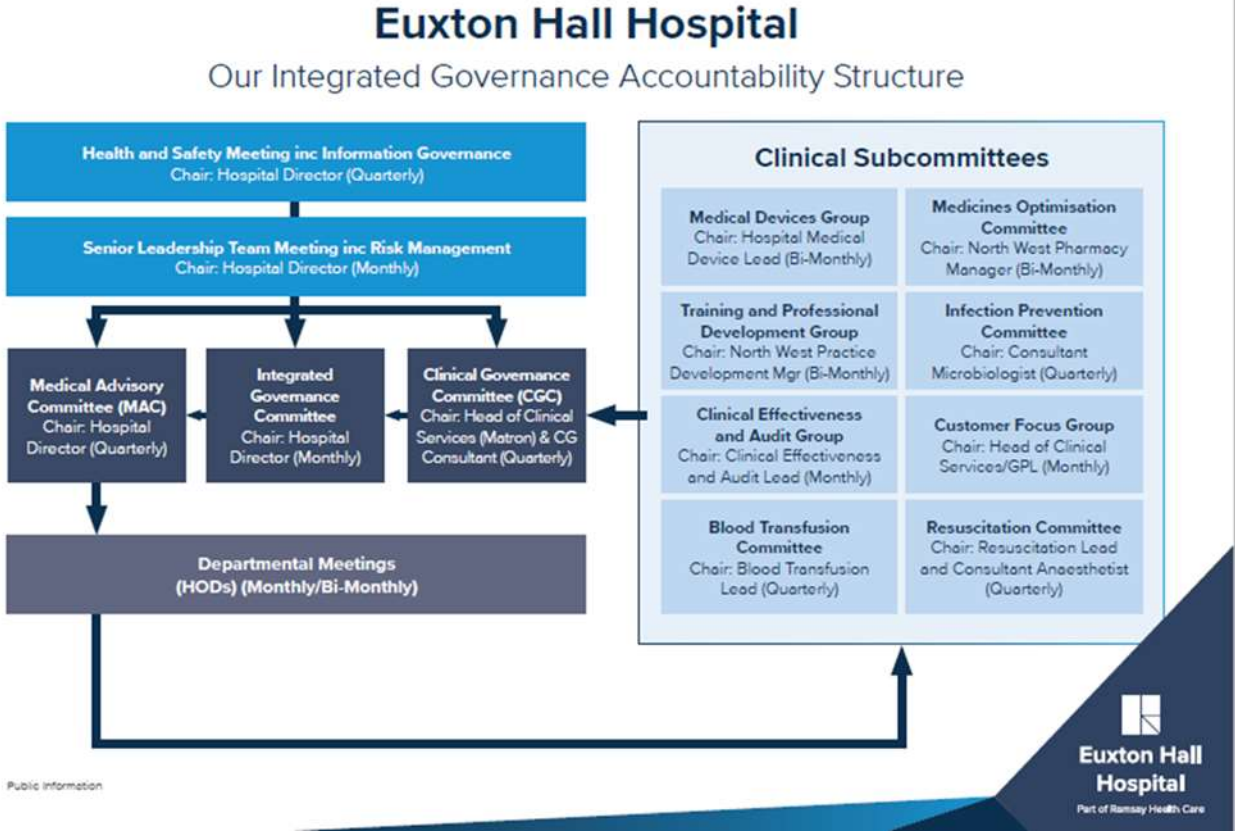 Euxton Hall Hospital
Our Integrated Governance Accountability Structure
Health and Safety Meeting inc Information Governance
Chair: Hospital Director (Quarterly)
Senior Leadership Team Meeting inc Risk Management
Chair: Hospital Director (Monthly)
Medical Advisory
Committee (MAC)
Chair: Hospital
Director (Quarterly)
Integrated
Governance
Committee
Chair: Hospital
Director (Monthly)
Clinical Governance
Committee (CGC)
Chair: Head of Clinical
Services (Matron) & CG
Consultant (Quarterly)
Departmental Meetings
(HODs) (Monthly/Bi-Monthly)
Clinical Subcommittees
Medical Devices Group
Chair: Hospital Medical
Device Lead (Bi-Monthly)
Medicines Optimisation
Committee
Chair: North West Pharmacy
Manager (Bi-Monthly)
Training and Professional
Development Group
Chair: North West Practice
Development Mgr (Bi-Monthly)
Infection Prevention
Committee
Chair: Consultant
Microbiologist (Quarterly)
Clinical Effectiveness
and Audit Group
Chair: Clinical Effectiveness
and Audit Lead (Monthly)
Customer Focus Group
Chair: Head of Clinical
Services/GPL (Monthly)
Blood Transfusion
Committee
Chair: Blood Transfusion
Lead (Quarterly)
Resuscitation Committee
Chair: Resuscitation Lead
and Consultant Anaesthetist
(Quarterly)
Public Information
Euxton Hall
Hospital
Part of Ramsay Health Care